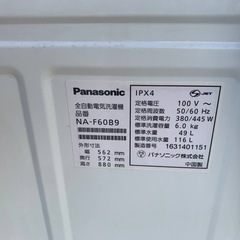 Panasonic
全自動電気洗濯機
品番
NA-F60B9
外形寸法
幅 562 mm
奥行 572 mm
高さ 880 mm
IPX4
JET
定格電圧 100 V ~
定格周波数 50/60 Hz
定格消費電力 380/445 W
標準洗濯容量 6.0 kg
標準水量 49 L
標準使用水量 116 L
製造番号 1631401151
パナソニック株式会社
中国製